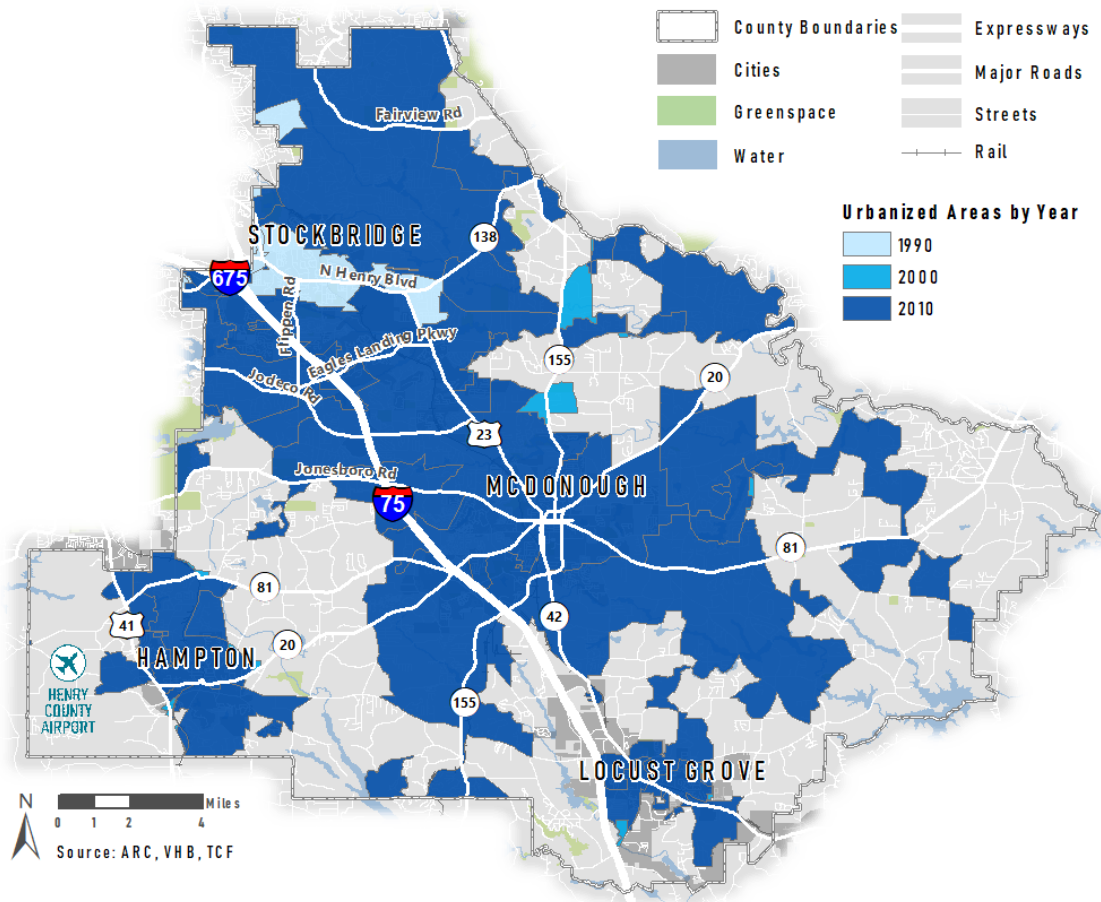 County Boundaries
Cities
Greenspace
Water
Expressways
Major Roads
Streets
Rail
Urbanized Areas by Year
1990
2000
2010
Fairview Rd
STOCKBRIDGE
138
675
N Henry Blvd
Flippen Rd
Eagles Landing Pkwy
155
20
Jodeco Rd
23
Jonesboro Rd
MCDONOUGH
75
81
81
41
42
20
HAMPTON
HENRY
COUNTY
AIRPORT
155
LOCUST GROVE
N
Miles
0 1 2 4
Source: ARC, VHB, TCF